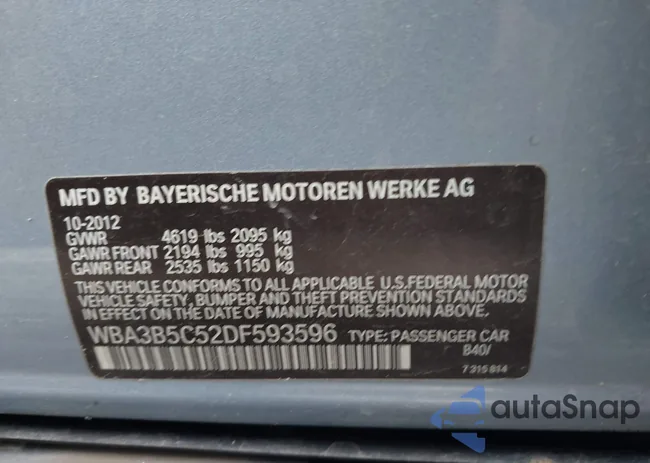 MFD BY BAYERISCHE MOTOREN WERKE AG
10-2012
GVWR 4619 lbs 2095 kg
GAWR FRONT 2194 lbs 995 kg
GAWR REAR 2535 lbs 1150 kg
THIS VEHICLE CONFORMS TO ALL APPLICABLE U.S.FEDERAL MOTOR
VEHICLE SAFETY, BUMPER AND THEFT PREVENTION STANDARDS
IN EFFECT ON THE DATE OF MANUFACTURE SHOWN ABOVE.
WBA3B5C52DF593596 TYPE: PASSENGER CAR
B40/
7 315 814
autaSnap